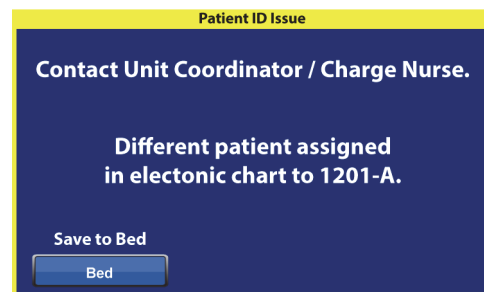 Patient ID Issue
Contact Unit Coordinator / Charge Nurse.
Different patient assigned
in electonic chart to 1201-A.
Save to Bed
Bed